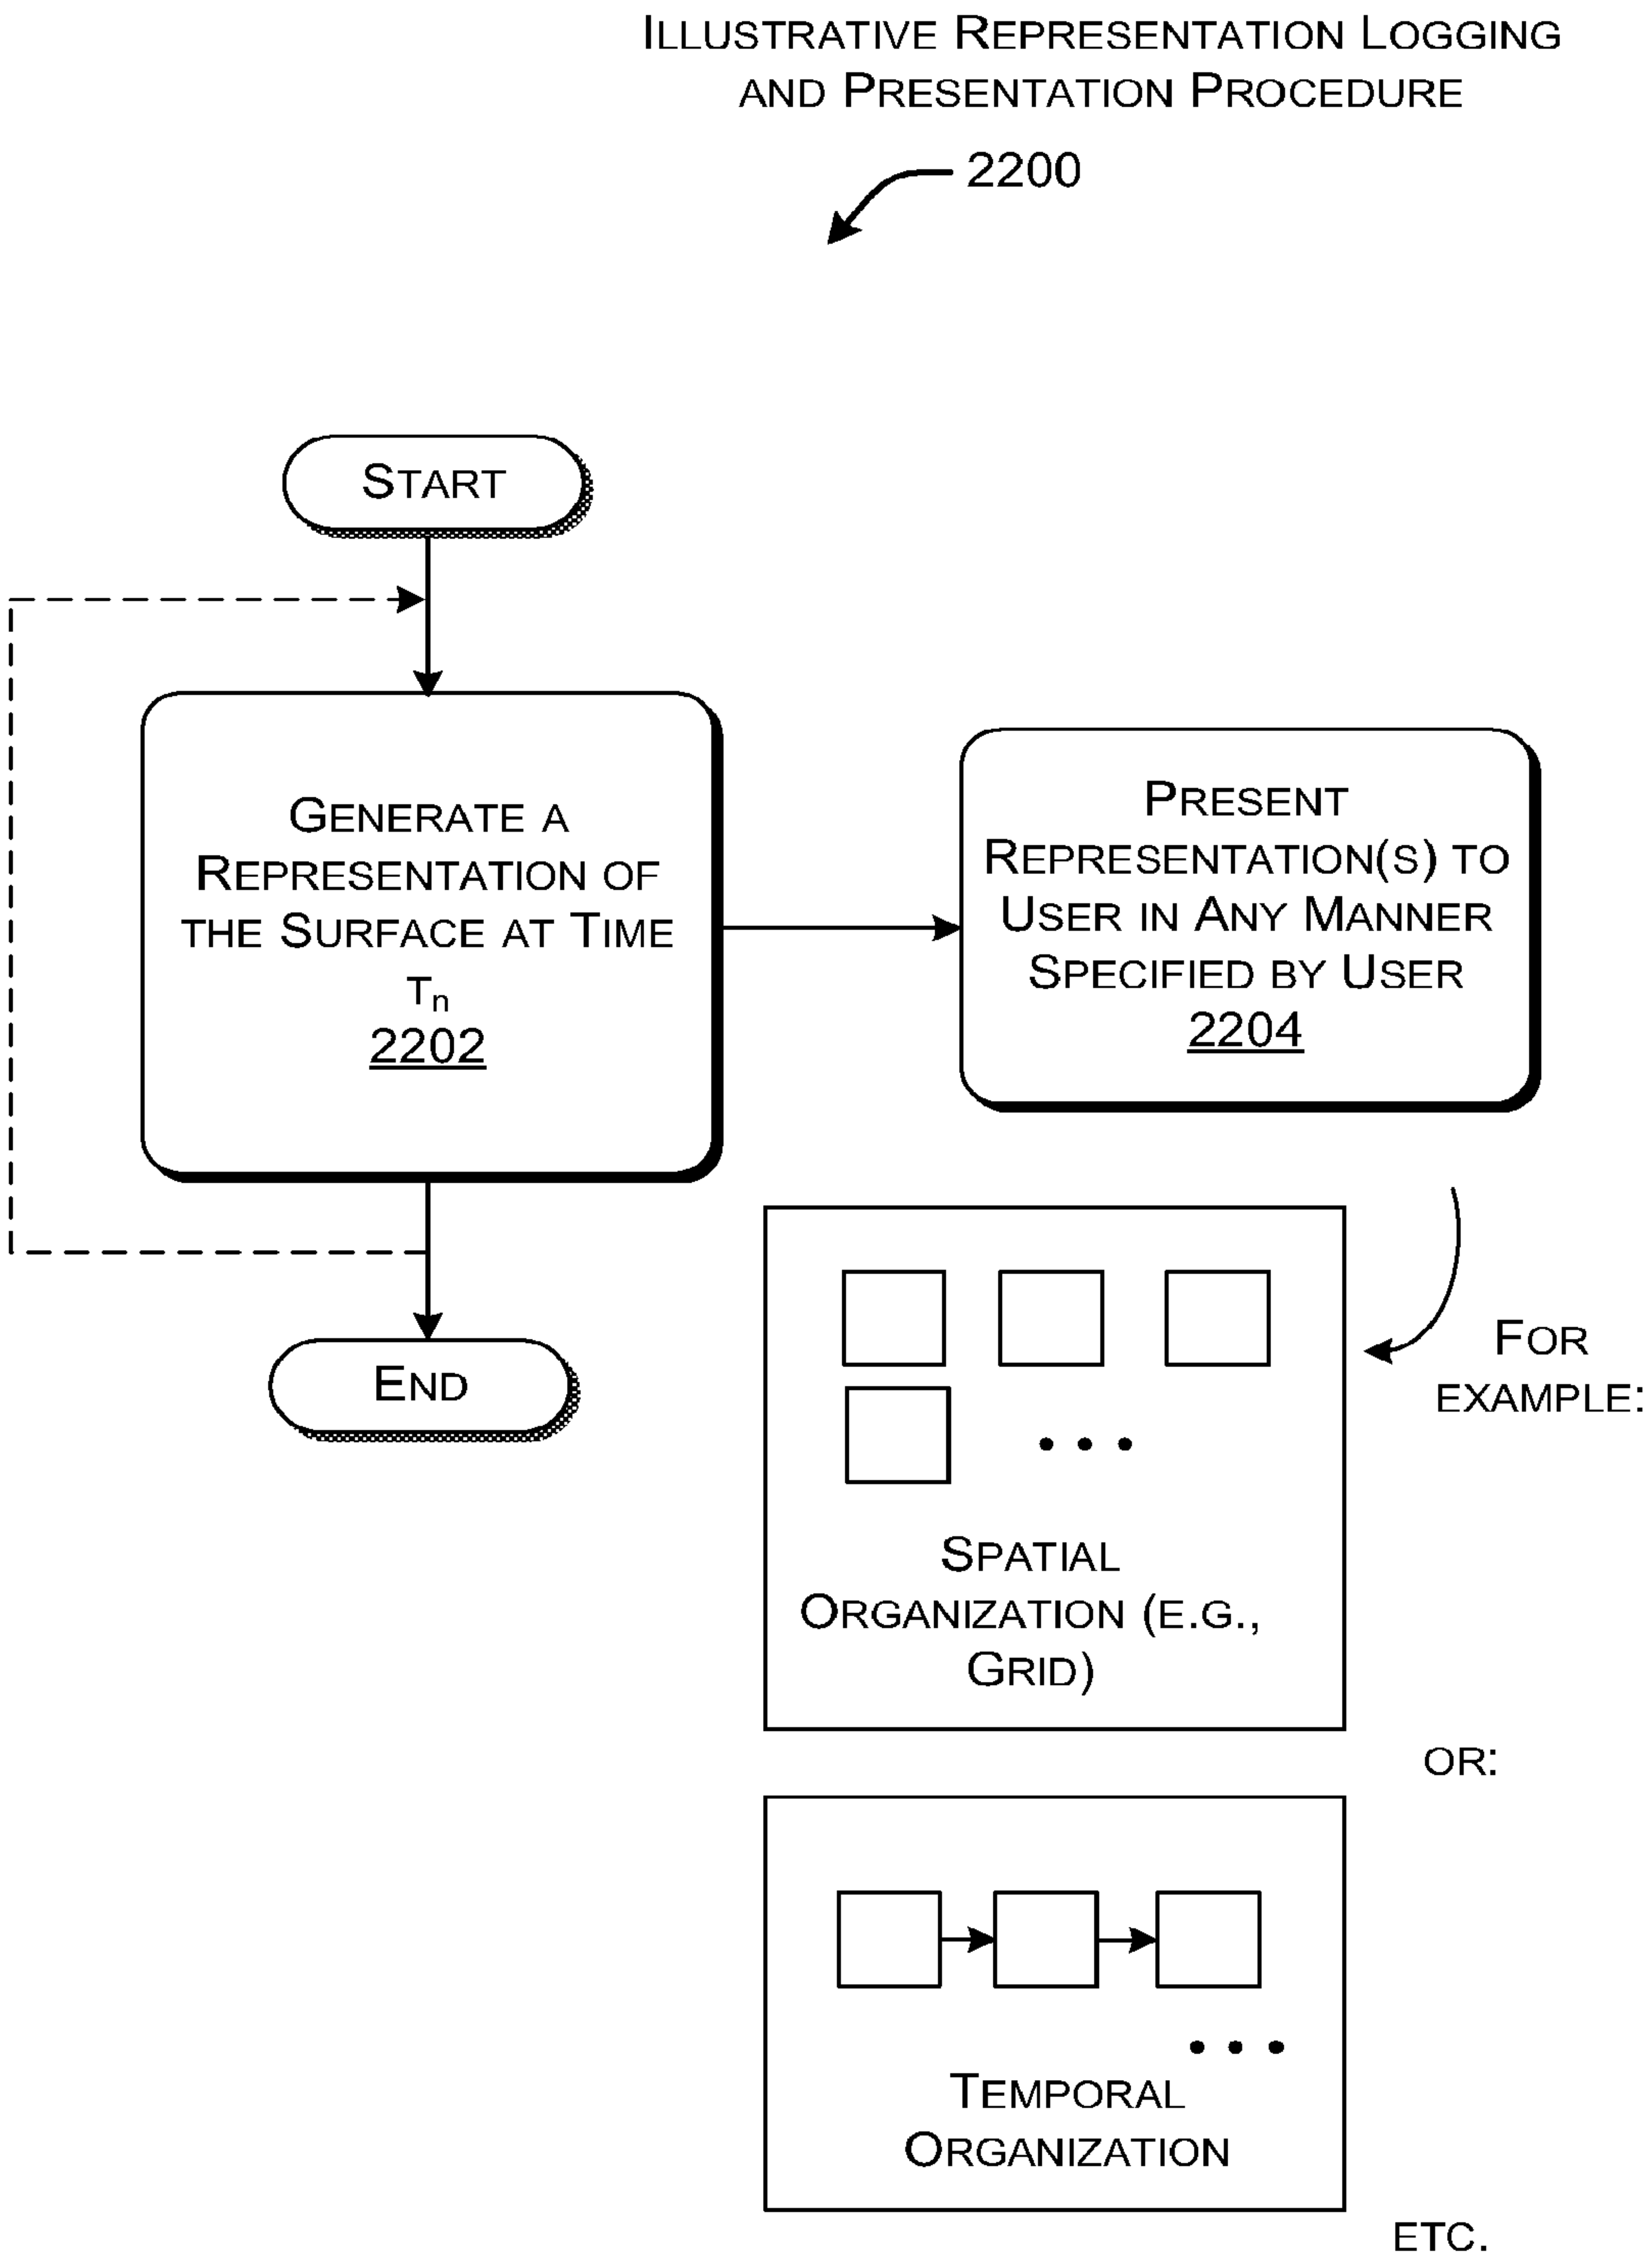 ILLUSTRATIVE REPRESENTATION LOGGING
AND PRESENTATION PROCEDURE
2200
START
GENERATE A
REPRESENTATION OF
THE SURFACE AT TIME
Tn
2202
PRESENT
REPRESENTATION(S) TO
USER IN ANY MANNER
SPECIFIED BY USER
2204
END
FOR
EXAMPLE:
SPATIAL
ORGANIZATION (E.G.,
GRID)
OR:
TEMPORAL
ORGANIZATION
ETC.